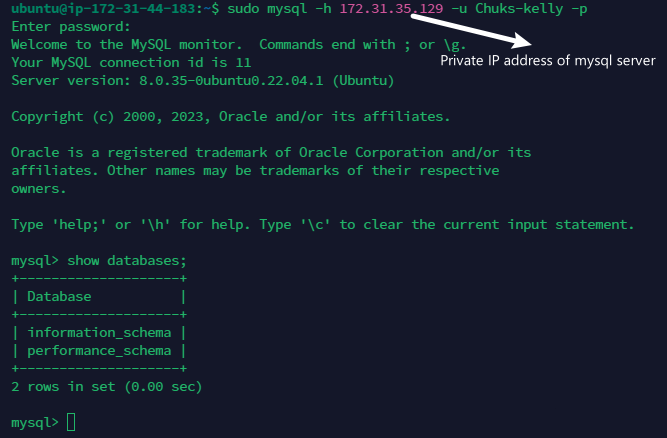 ubuntu@ip-172-31-44-183:~$ sudo mysql -h 172.31.35.129 -u Chuks-kelly -p
Enter password:
Welcome to the MySQL monitor.  Commands end with ; or \g.
Private IP address of mysql server
Your MySQL connection id is 11
Server version: 8.0.35-0ubuntu0.22.04.1 (Ubuntu)
Copyright (c) 2000, 2023, Oracle and/or its affiliates.
Oracle is a registered trademark of Oracle Corporation and/or its
affiliates. Other names may be trademarks of their respective
owners.
Type 'help;' or '\h' for help. Type '\c' to clear the current input statement.
mysql> show databases;
+--------------------+
| Database           |
+--------------------+
| information_schema |
| performance_schema |
+--------------------+
2 rows in set (0.00 sec)
mysql>